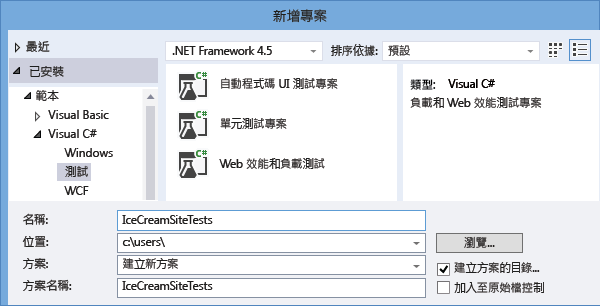 新增專案
最近
已安裝
範本
Visual Basic
Visual C#
Windows
測試
WCF
.NET Framework 4.5
排序依據: 預設
C# 自動程式碼 UI 測試專案
C# 單元測試專案
C# Web 效能和負載測試
類型: Visual C#
負載和 Web 效能測試專案
名稱: IceCreamSiteTests
位置: c:\users\
瀏覽...
方案: 建立新方案
建立方案的目錄...
方案名稱: IceCreamSiteTests
加入至原始檔控制